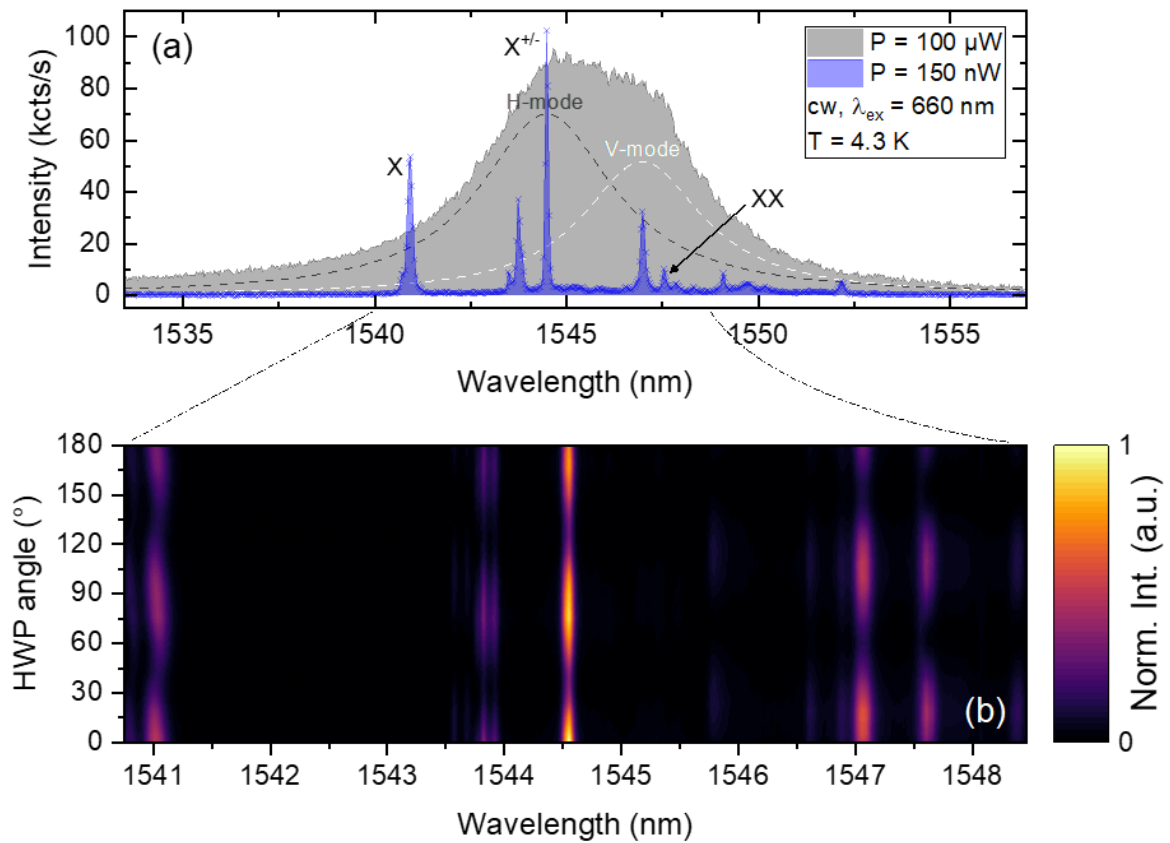 (a)
X
X+/-
H-mode
V-mode
XX
P = 100 µW
P = 150 nW
cw, λex = 660 nm
T = 4.3 K
Intensity (kcts/s)
100
80
60
40
20
0
1535 1540 1545 1550 1555
Wavelength (nm)
HWP angle (°)
180
150
120
90
60
30
0
(b)
1541 1542 1543 1544 1545 1546 1547 1548
Wavelength (nm)
1
0
Norm. Int. (a.u.)